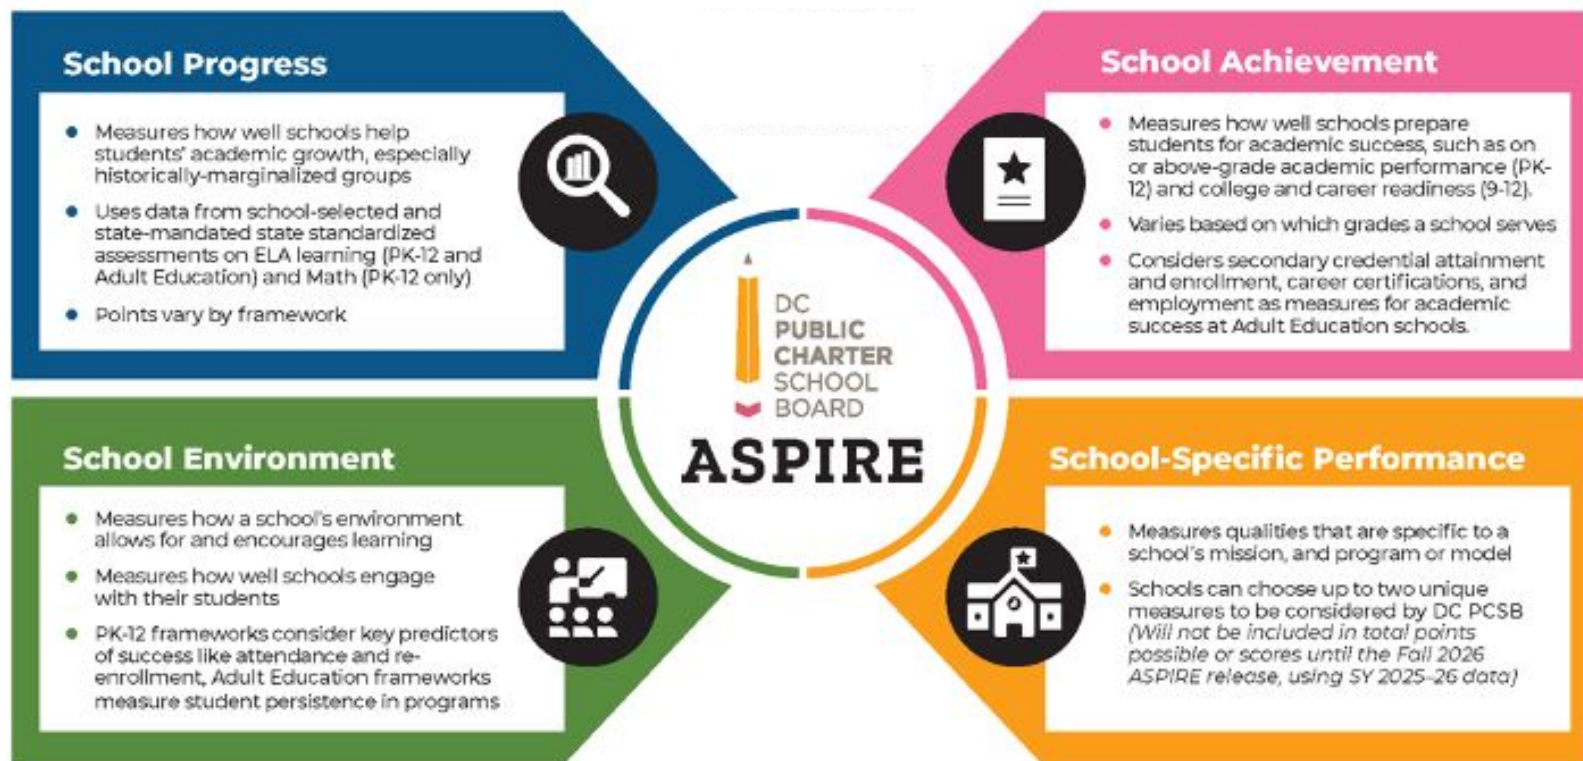 School Progress
Measures how well schools help
students' academic growth, especially
historically-marginalized groups
Uses data from school-selected and
state-mandated state standardized
assessments on ELA learning (PK-12 and
Adult Education) and Math (PK-12 only)
Points vary by framework
School Achievement
Measures how well schools prepare
students for academic success, such as on
or above-grade academic performance (PK-
12) and college and career readiness (9-12).
Varies based on which grades a school serves
Considers secondary credential attainment
and enrollment, career certifications, and
employment as measures for academic
success at Adult Education schools.
DC
PUBLIC
CHARTER
SCHOOL
BOARD
ASPIRE
School Environment
Measures how a school's environment
allows for and encourages learning
Measures how well schools engage
with their students
PK-12 frameworks consider key predictors
of success like attendance and re-
enrollment, Adult Education frameworks
measure student persistence in programs
School-Specific Performance
Measures qualities that are specific to a
school's mission, and program or model
Schools can choose up to two unique
measures to be considered by DC PCSB
(Will not be included in total points
possible or scores until the Fall 2026
ASPIRE release, using SY 2025–26 data)